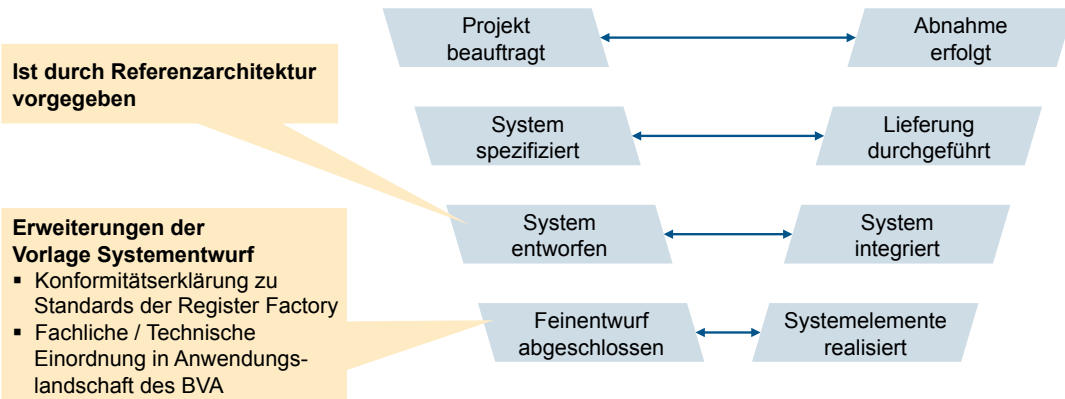 Projekt
beauftragt
Abnahme
erfolgt
Ist durch Referenzarchitektur
vorgegeben
System
spezifiziert
Lieferung
durchgeführt
System
entworfen
System
integriert
Erweiterungen der
Vorlage Systementwurf
▪ Konformitätserklärung zu
Standards der Register Factory
▪ Fachliche / Technische
Einordnung in Anwendungs-
landschaft des BVA
Feinentwurf
abgeschlossen
Systemelemente
realisiert